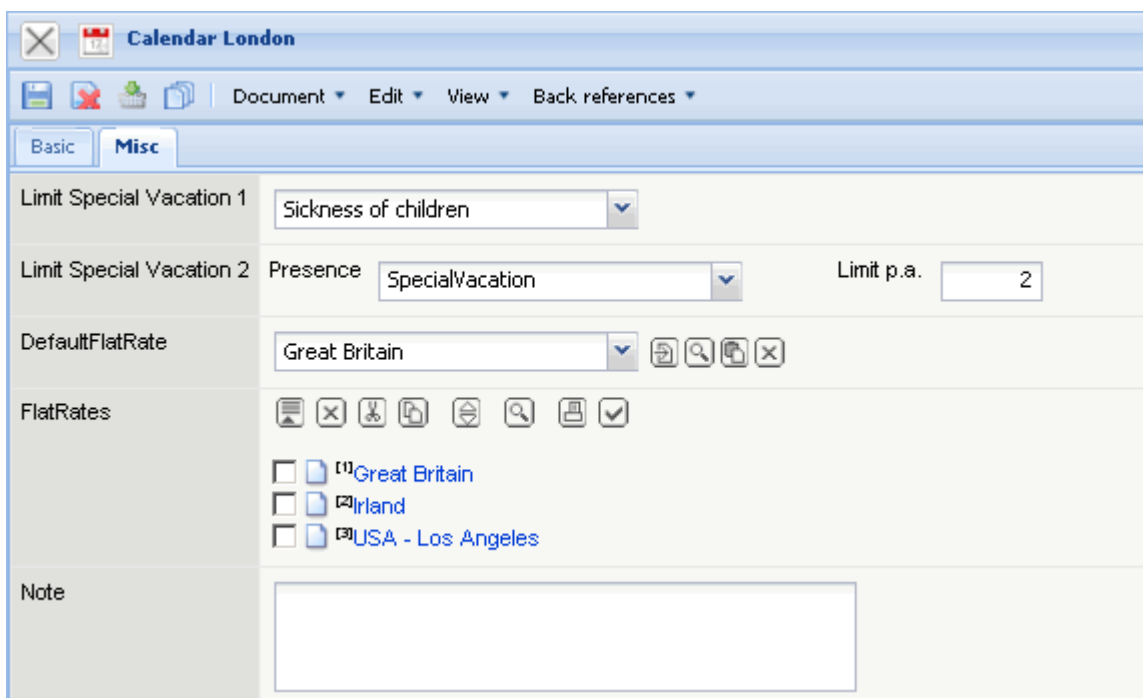 Calendar London
Document Edit View Back references
Basic Misc
Limit Special Vacation 1 Sickness of children
Limit Special Vacation 2 Presence SpecialVacation Limit p.a. 2
DefaultFlatRate Great Britain
FlatRates
[1]Great Britain
[2]Irland
[3]USA - Los Angeles
Note